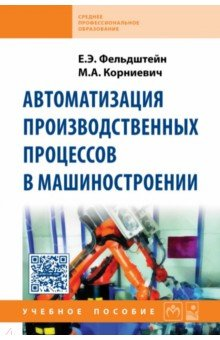 СРЕДНЕЕ
ПРОФЕССИОНАЛЬНОЕ
ОБРАЗОВАНИЕ
Е.Э. Фельдштейн
М.А. Корниевич
АВТОМАТИЗАЦИЯ
ПРОИЗВОДСТВЕННЫХ
ПРОЦЕССОВ
В МАШИНОСТРОЕНИИ
УЧЕБНОЕ ПОСОБИЕ